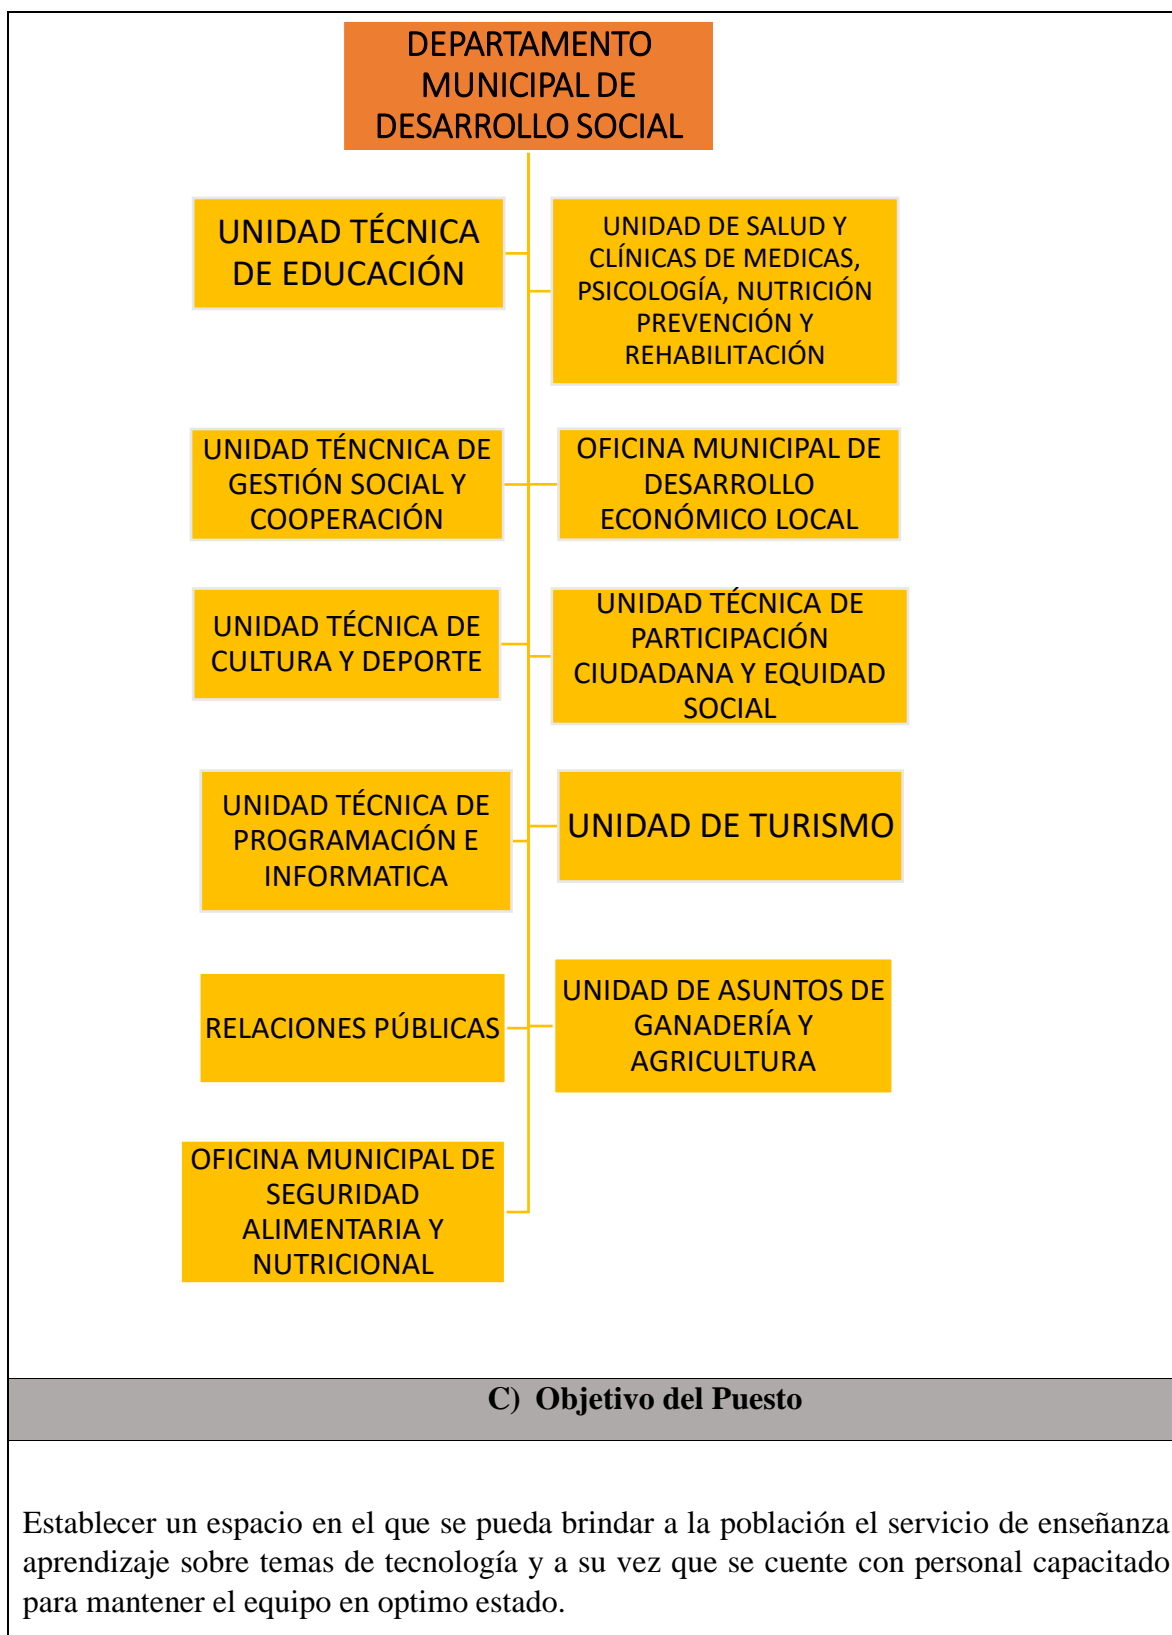 DEPARTAMENTO
MUNICIPAL DE
DESARROLLO SOCIAL
UNIDAD TÉCNICA
DE EDUCACIÓN
UNIDAD DE SALUD Y
CLÍNICAS DE MEDICAS,
PSICOLOGÍA, NUTRICIÓN
PREVENCIÓN Y
REHABILITACIÓN
UNIDAD TÉNCNICA DE
GESTIÓN SOCIAL Y
COOPERACIÓN
OFICINA MUNICIPAL DE
DESARROLLO
ECONÓMICO LOCAL
UNIDAD TÉCNICA DE
CULTURA Y DEPORTE
UNIDAD TÉCNICA DE
PARTICIPACIÓN
CIUDADANA Y EQUIDAD
SOCIAL
UNIDAD TÉCNICA DE
PROGRAMACIÓN E
INFORMATICA
UNIDAD DE TURISMO
RELACIONES PÚBLICAS
UNIDAD DE ASUNTOS DE
GANADERÍA Y
AGRICULTURA
OFICINA MUNICIPAL DE
SEGURIDAD
ALIMENTARIA Y
NUTRICIONAL
C) Objetivo del Puesto
Establecer un espacio en el que se pueda brindar a la población el servicio de enseñanza
aprendizaje sobre temas de tecnología y a su vez que se cuente con personal capacitado
para mantener el equipo en optimo estado.